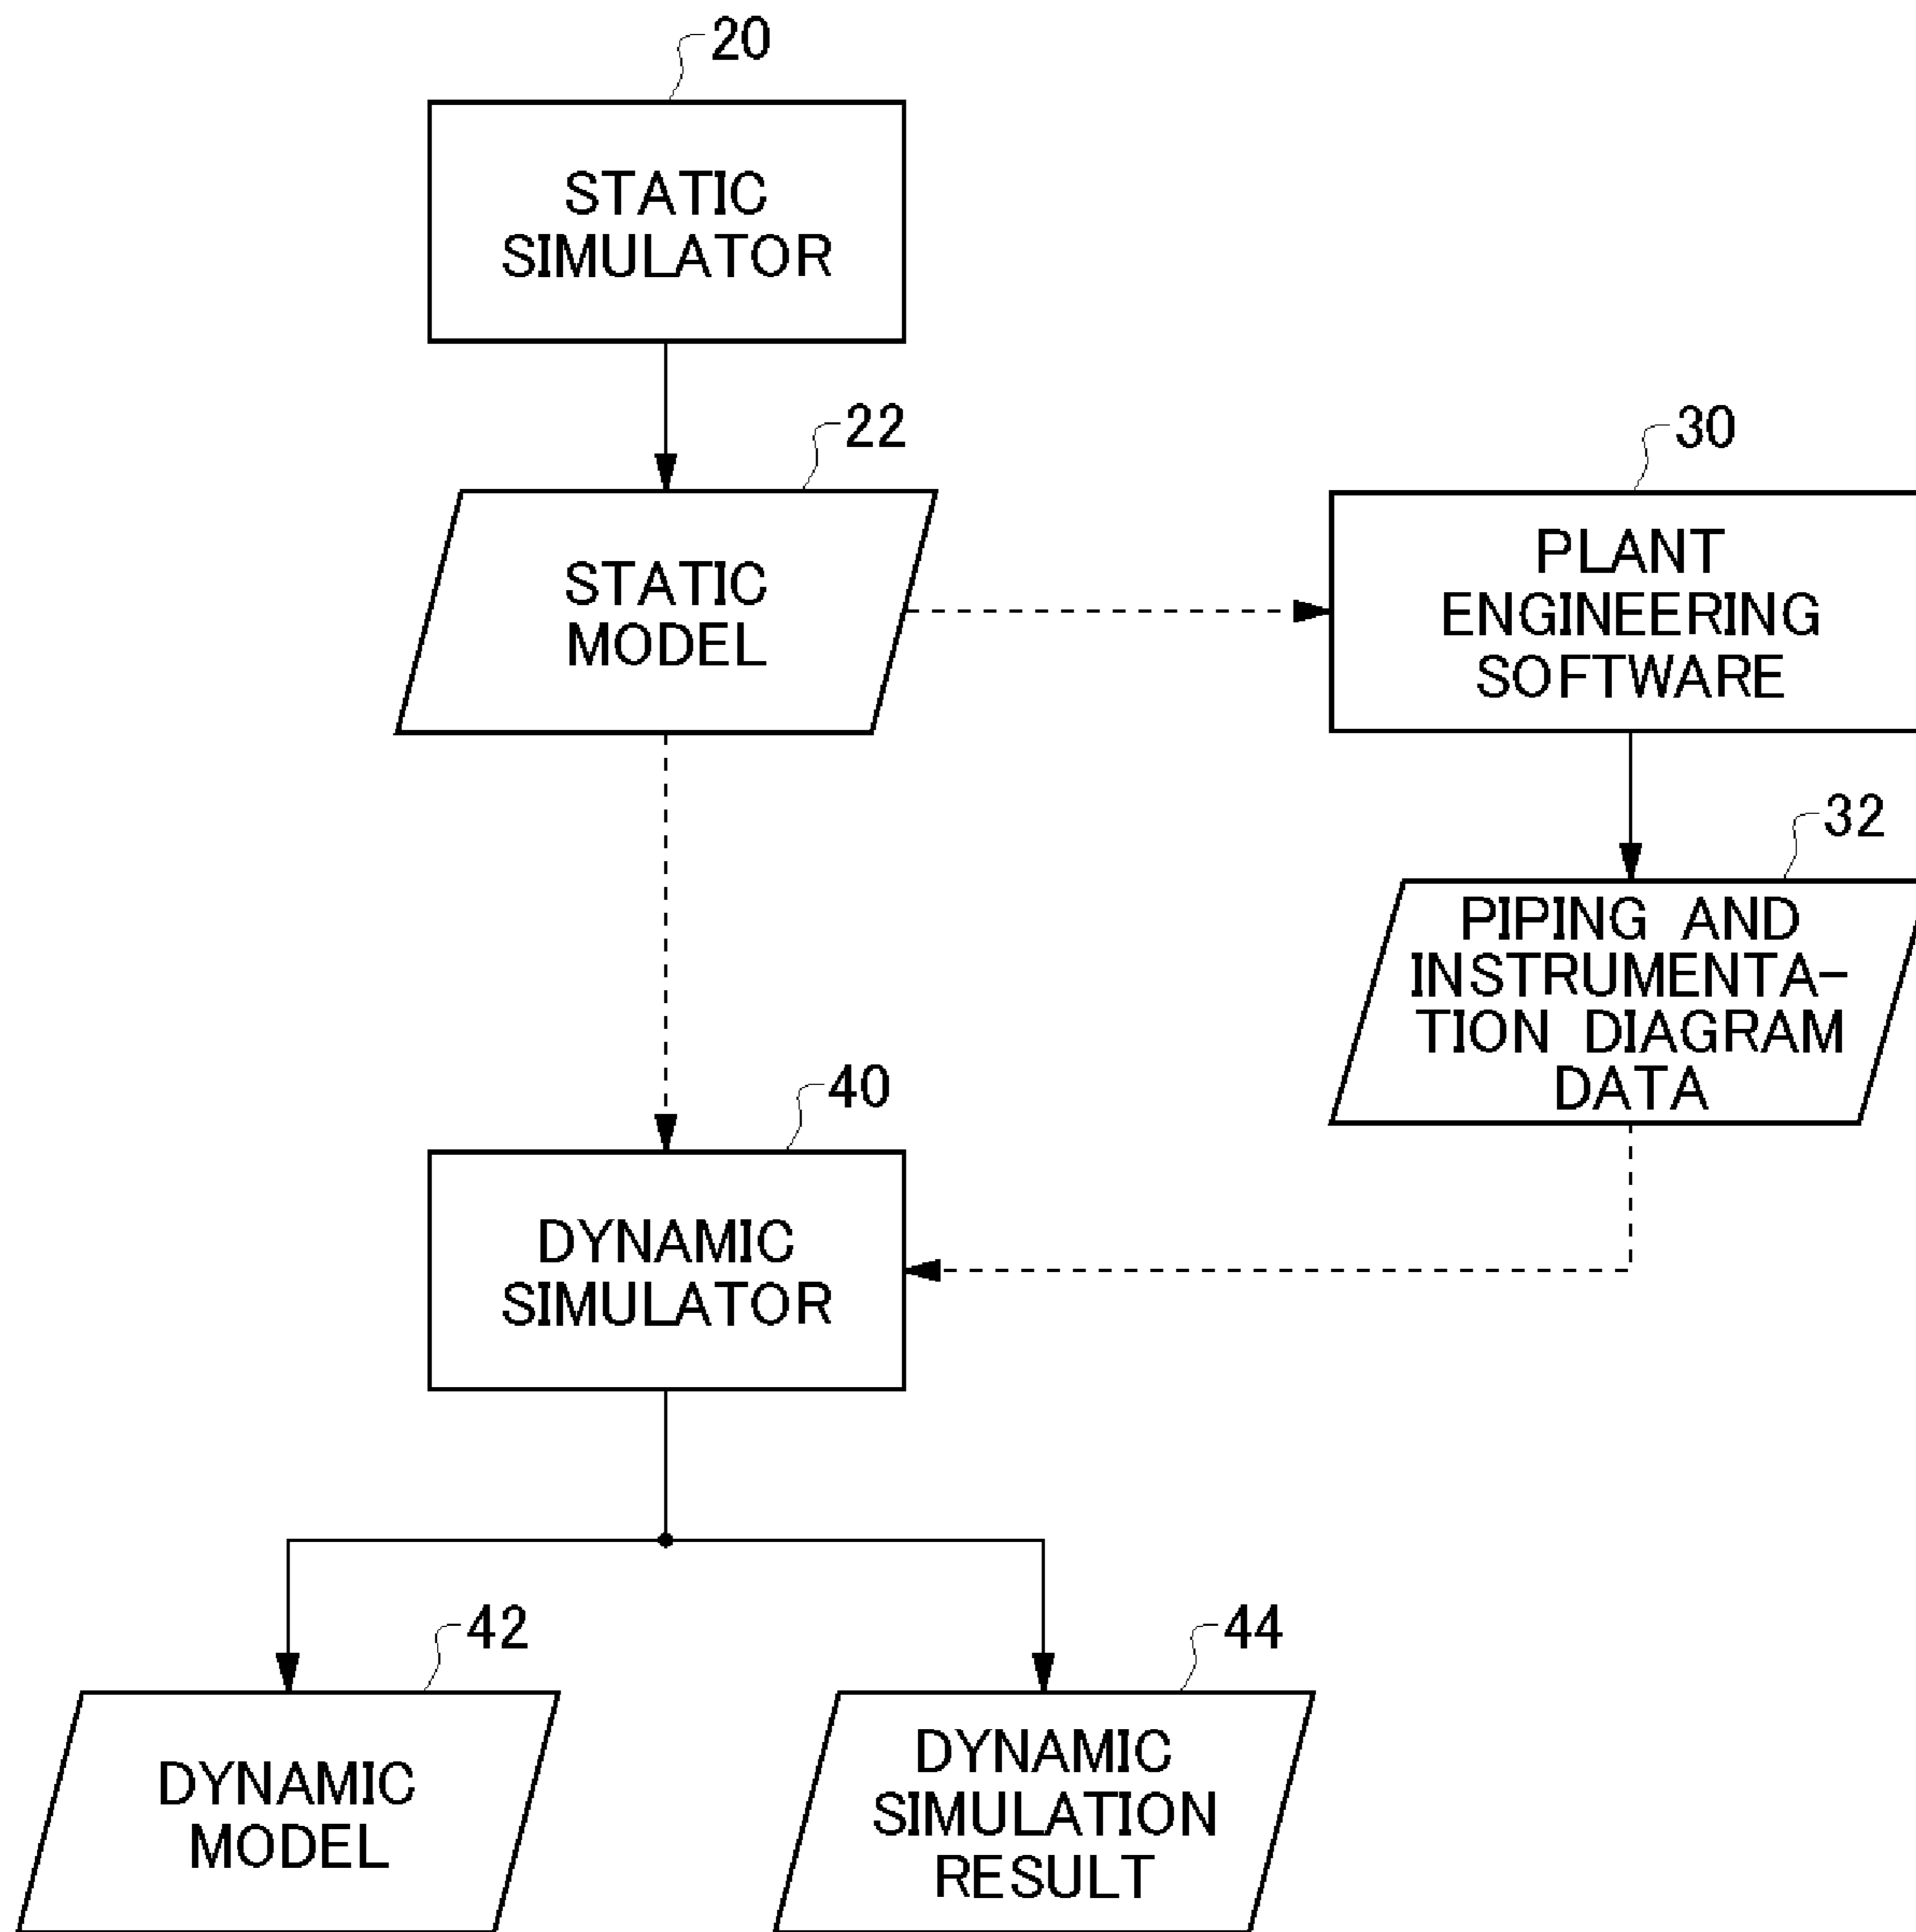 20
STATIC
SIMULATOR
22
STATIC
MODEL
30
PLANT
ENGINEERING
SOFTWARE
32
PIPING AND
INSTRUMENTA-
TION DIAGRAM
DATA
40
DYNAMIC
SIMULATOR
42
DYNAMIC
MODEL
44
DYNAMIC
SIMULATION
RESULT